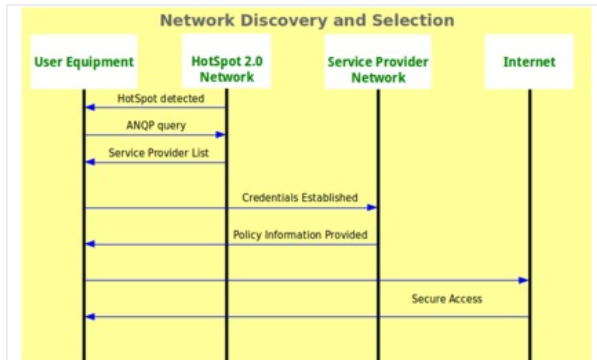 Network Discovery and Selection
User Equipment
HotSpot 2.0
Network
Service Provider
Network
Internet
HotSpot detected
ANQP query
Service Provider List
Credentials Established
Policy Information Provided
Secure Access